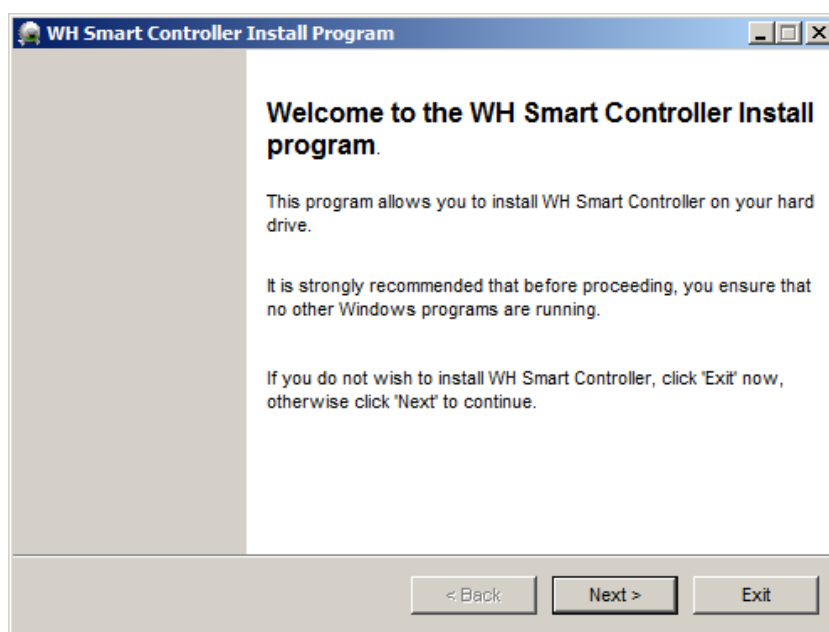 WH Smart Controller Install Program
Welcome to the WH Smart Controller Install
program.
This program allows you to install WH Smart Controller on your hard
drive.
It is strongly recommended that before proceeding, you ensure that
no other Windows programs are running.
If you do not wish to install WH Smart Controller, click 'Exit' now,
otherwise click 'Next' to continue.
< Back
Next >
Exit